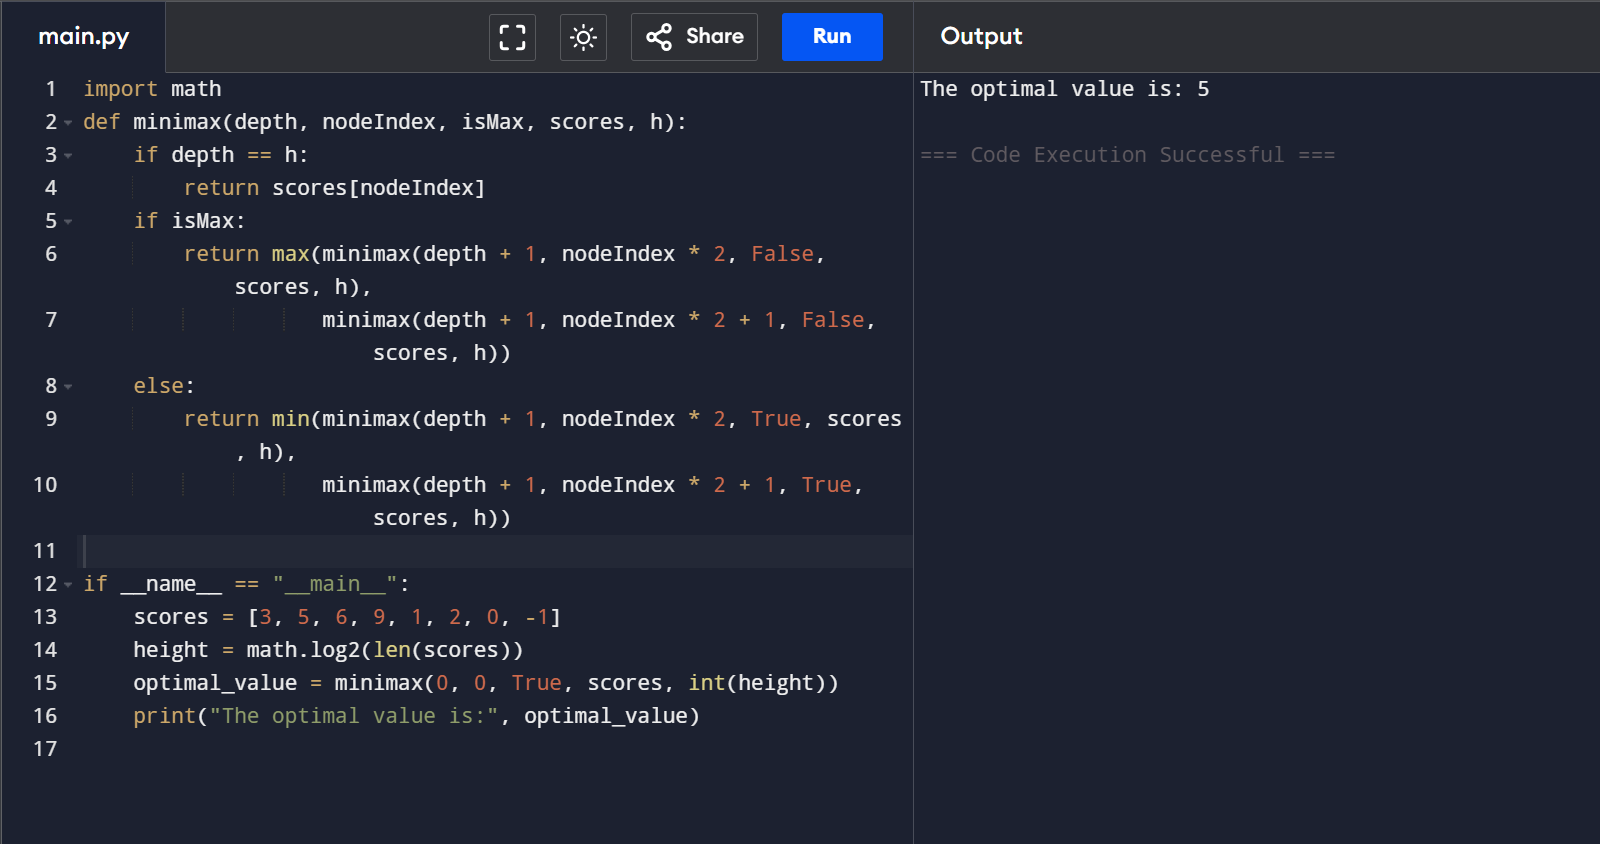 main.py Share Run Output
1 import math
2 def minimax(depth, nodeIndex, isMax, scores, h):
3     if depth == h:
4         return scores[nodeIndex]
5     if isMax:
6         return max(minimax(depth + 1, nodeIndex * 2, False,
            scores, h),
7                    minimax(depth + 1, nodeIndex * 2 + 1, False,
                       scores, h))
8     else:
9         return min(minimax(depth + 1, nodeIndex * 2, True, scores
            , h),
10                    minimax(depth + 1, nodeIndex * 2 + 1, True,
                       scores, h))
11
12 if __name__ == "__main__":
13     scores = [3, 5, 6, 9, 1, 2, 0, -1]
14     height = math.log2(len(scores))
15     optimal_value = minimax(0, 0, True, scores, int(height))
16     print("The optimal value is:", optimal_value)
17
The optimal value is: 5
=== Code Execution Successful ===